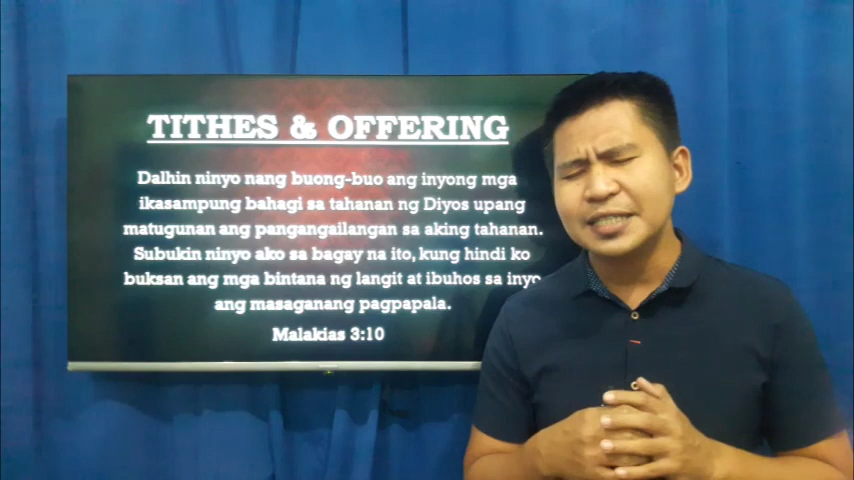 TITHES & OFFERING
Dalhin ninyo nang buong-buo ang inyong mga
ikasampung bahagi sa tahanan ng Diyos upang
matugunan ang pangangailangan sa aking tahanan.
Subukin ninyo ako sa bagay na ito, kung hindi ko
buksan ang mga bintana ng langit at ibuhos sa inyo
ang masaganang pagpapala.
Malakias 3:10